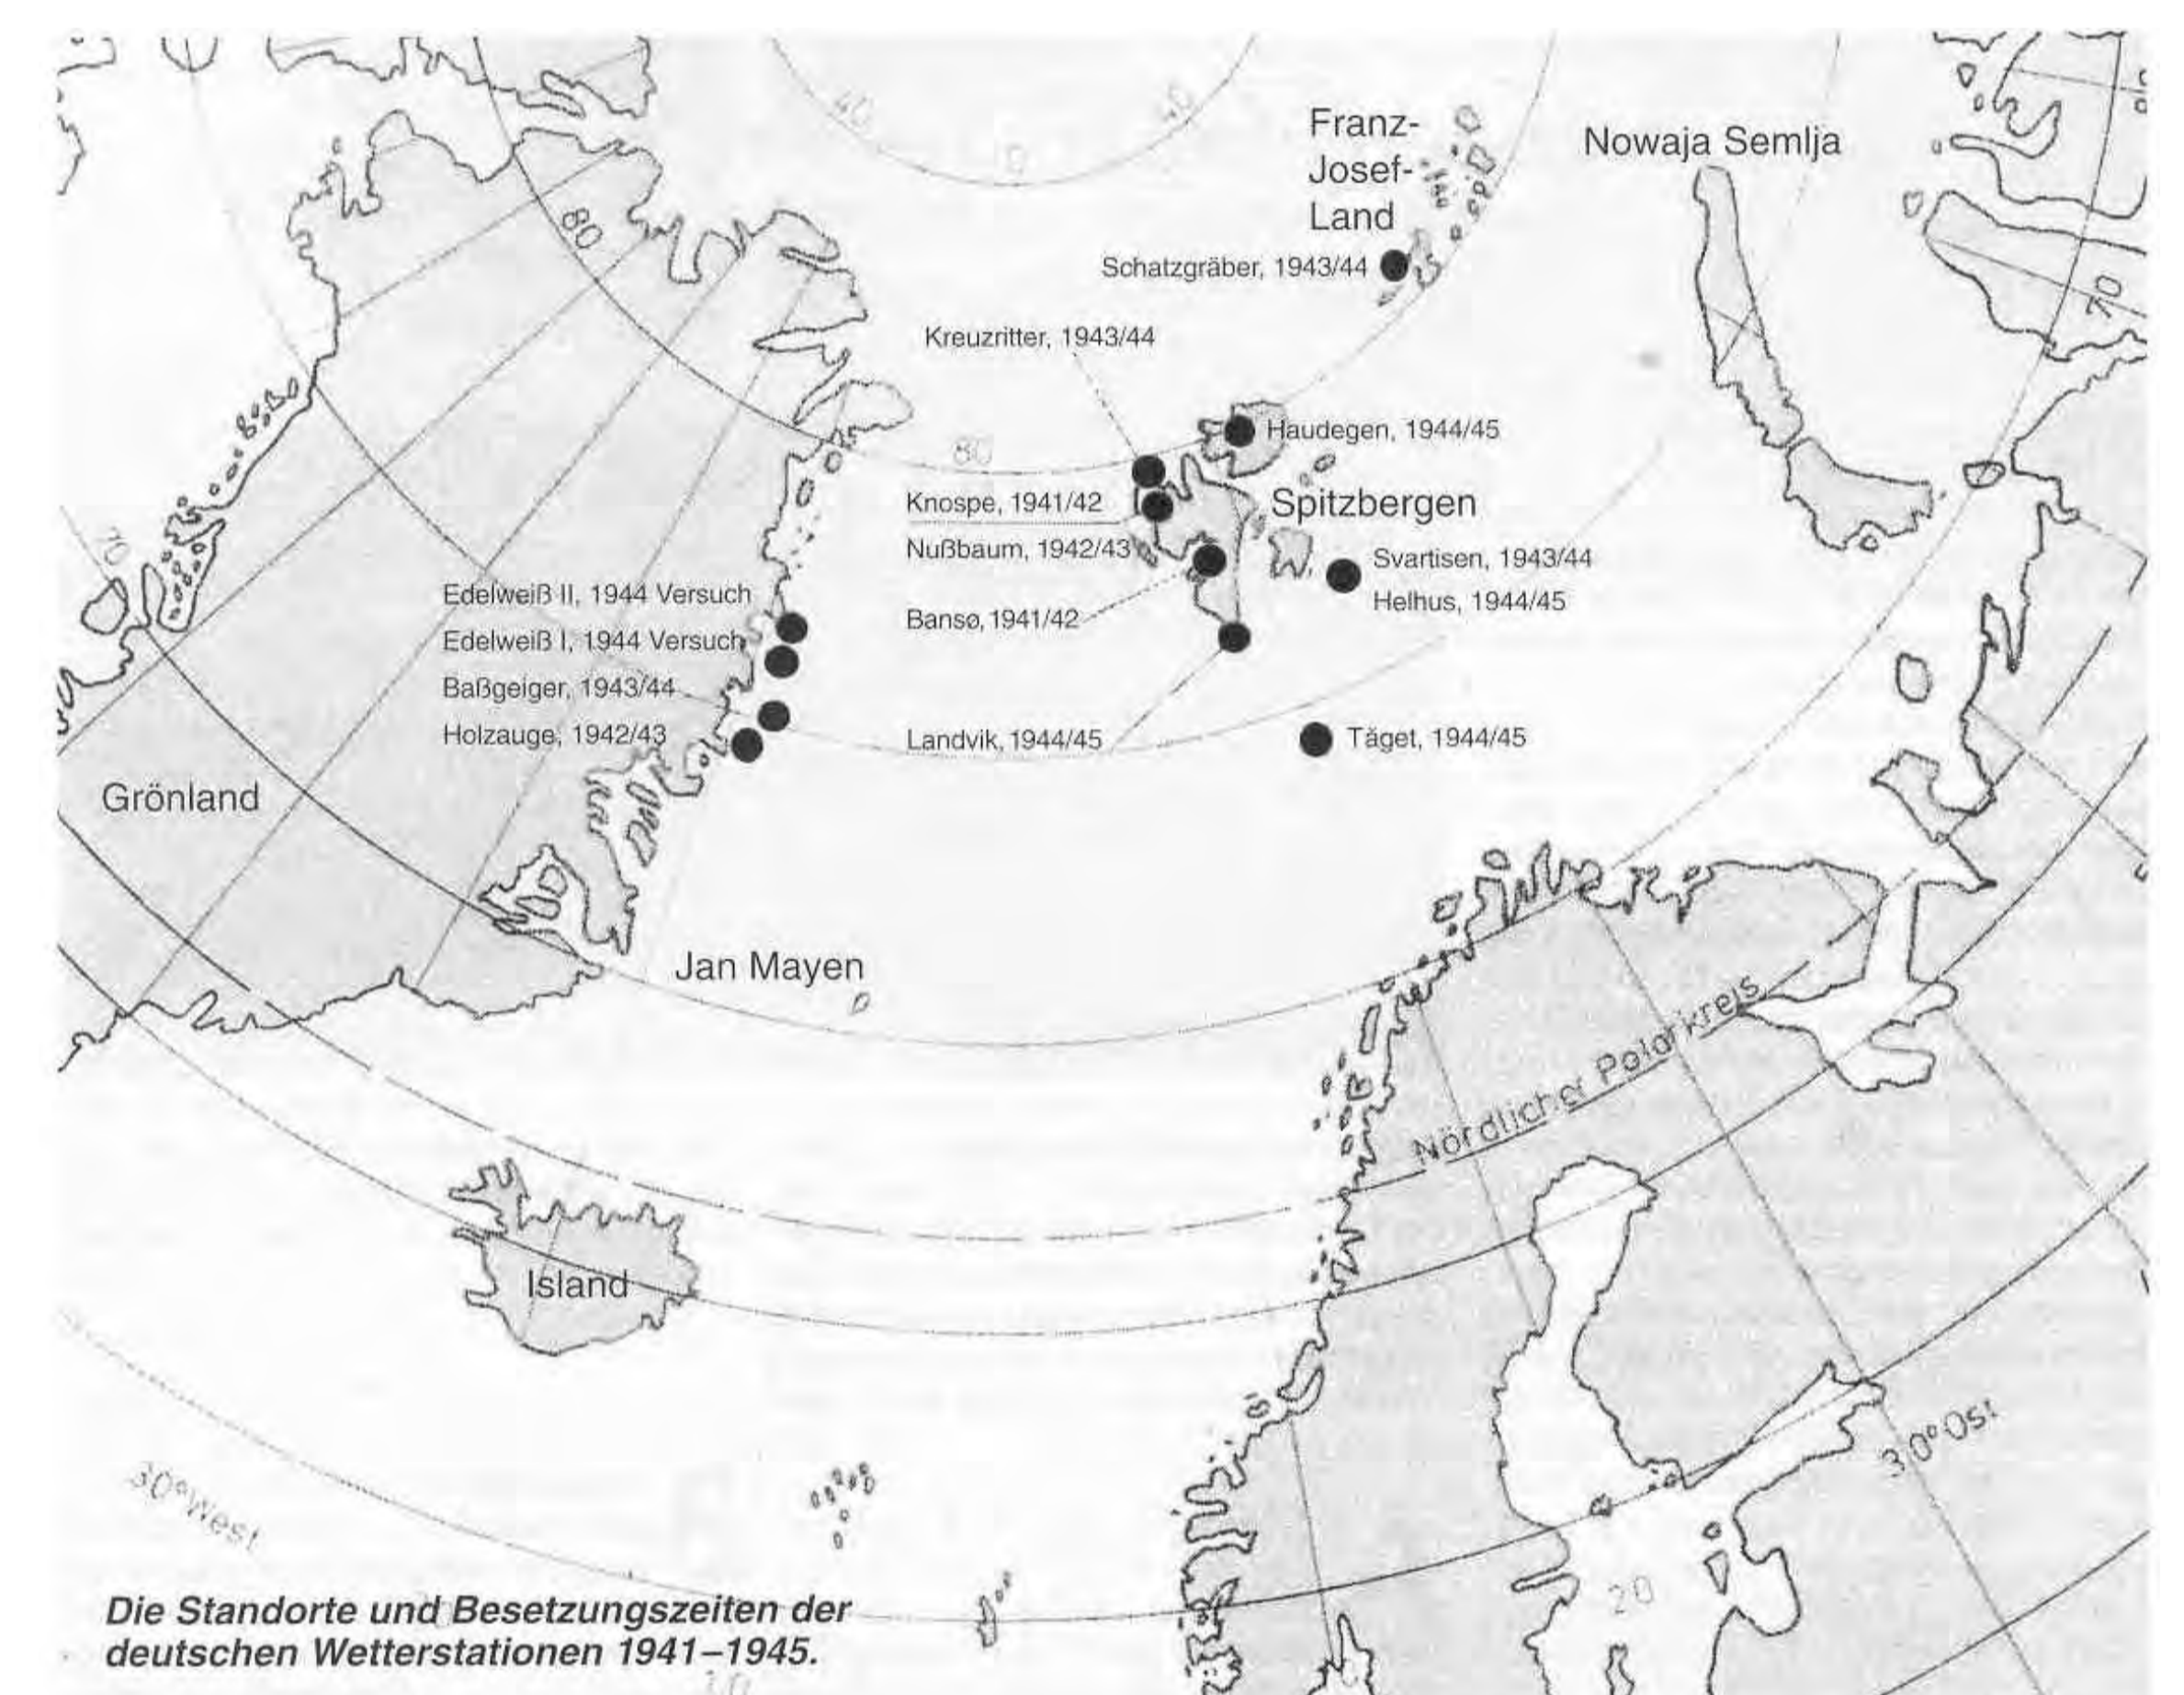 40
40
10
Franz-
Josef-
Land
Nowaja Semlja
80
Schatzgräber, 1943/44
70
Kreuzritter, 1943/44
Haudegen, 1944/45
80
Knospe, 1941/42
Spitzbergen
70
Nußbaum, 1942/43
Svartisen, 1943/44
Edelweiß II, 1944 Versuch
Helhus, 1944/45
Bansø, 1941/42
Edelweiß I, 1944 Versuch
Baßgeiger, 1943/44
Holzauge, 1942/43
Landvik, 1944/45
Täget, 1944/45
Grönland
Jan Mayen
Nördlicher Polarkreis
Island
30° Ost
30° West
20
Die Standorte und Besetzungszeiten der
deutschen Wetterstationen 1941–1945.